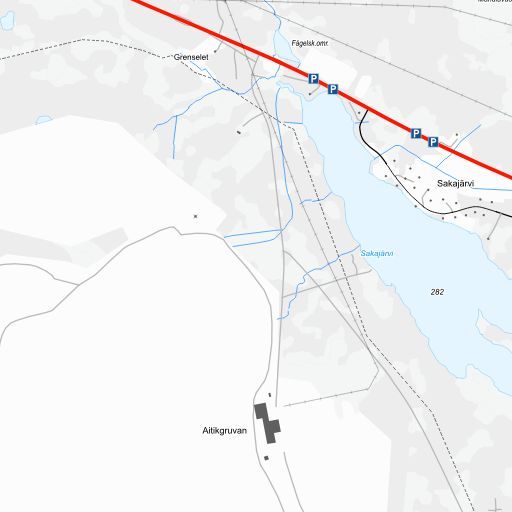 Fågelsk.omr.
Grenselet
P
P
P
P
Sakajärvi
Sakajärvi
282
Aitikgruvan